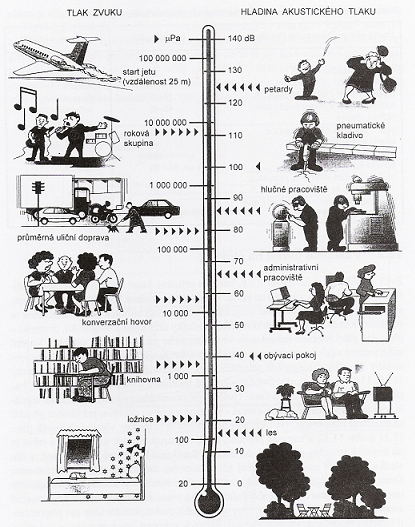 TLAK ZVUKU
HLADINA AKUSTICKÉHO TLAKU
µPa
140 dB
100 000 000
130
start jetu
(vzdálenost 25 m)
petardy
120
10 000 000
roková
skupina
110
pneumatické
kladivo
100
1 000 000
90
hlučné pracoviště
80
průměrná uliční doprava
100 000
70
administrativní
pracoviště
60
10 000
konverzační hovor
50
40
obývací pokoj
knihovna
1 000
30
ložnice
20
les
100
10
20
0